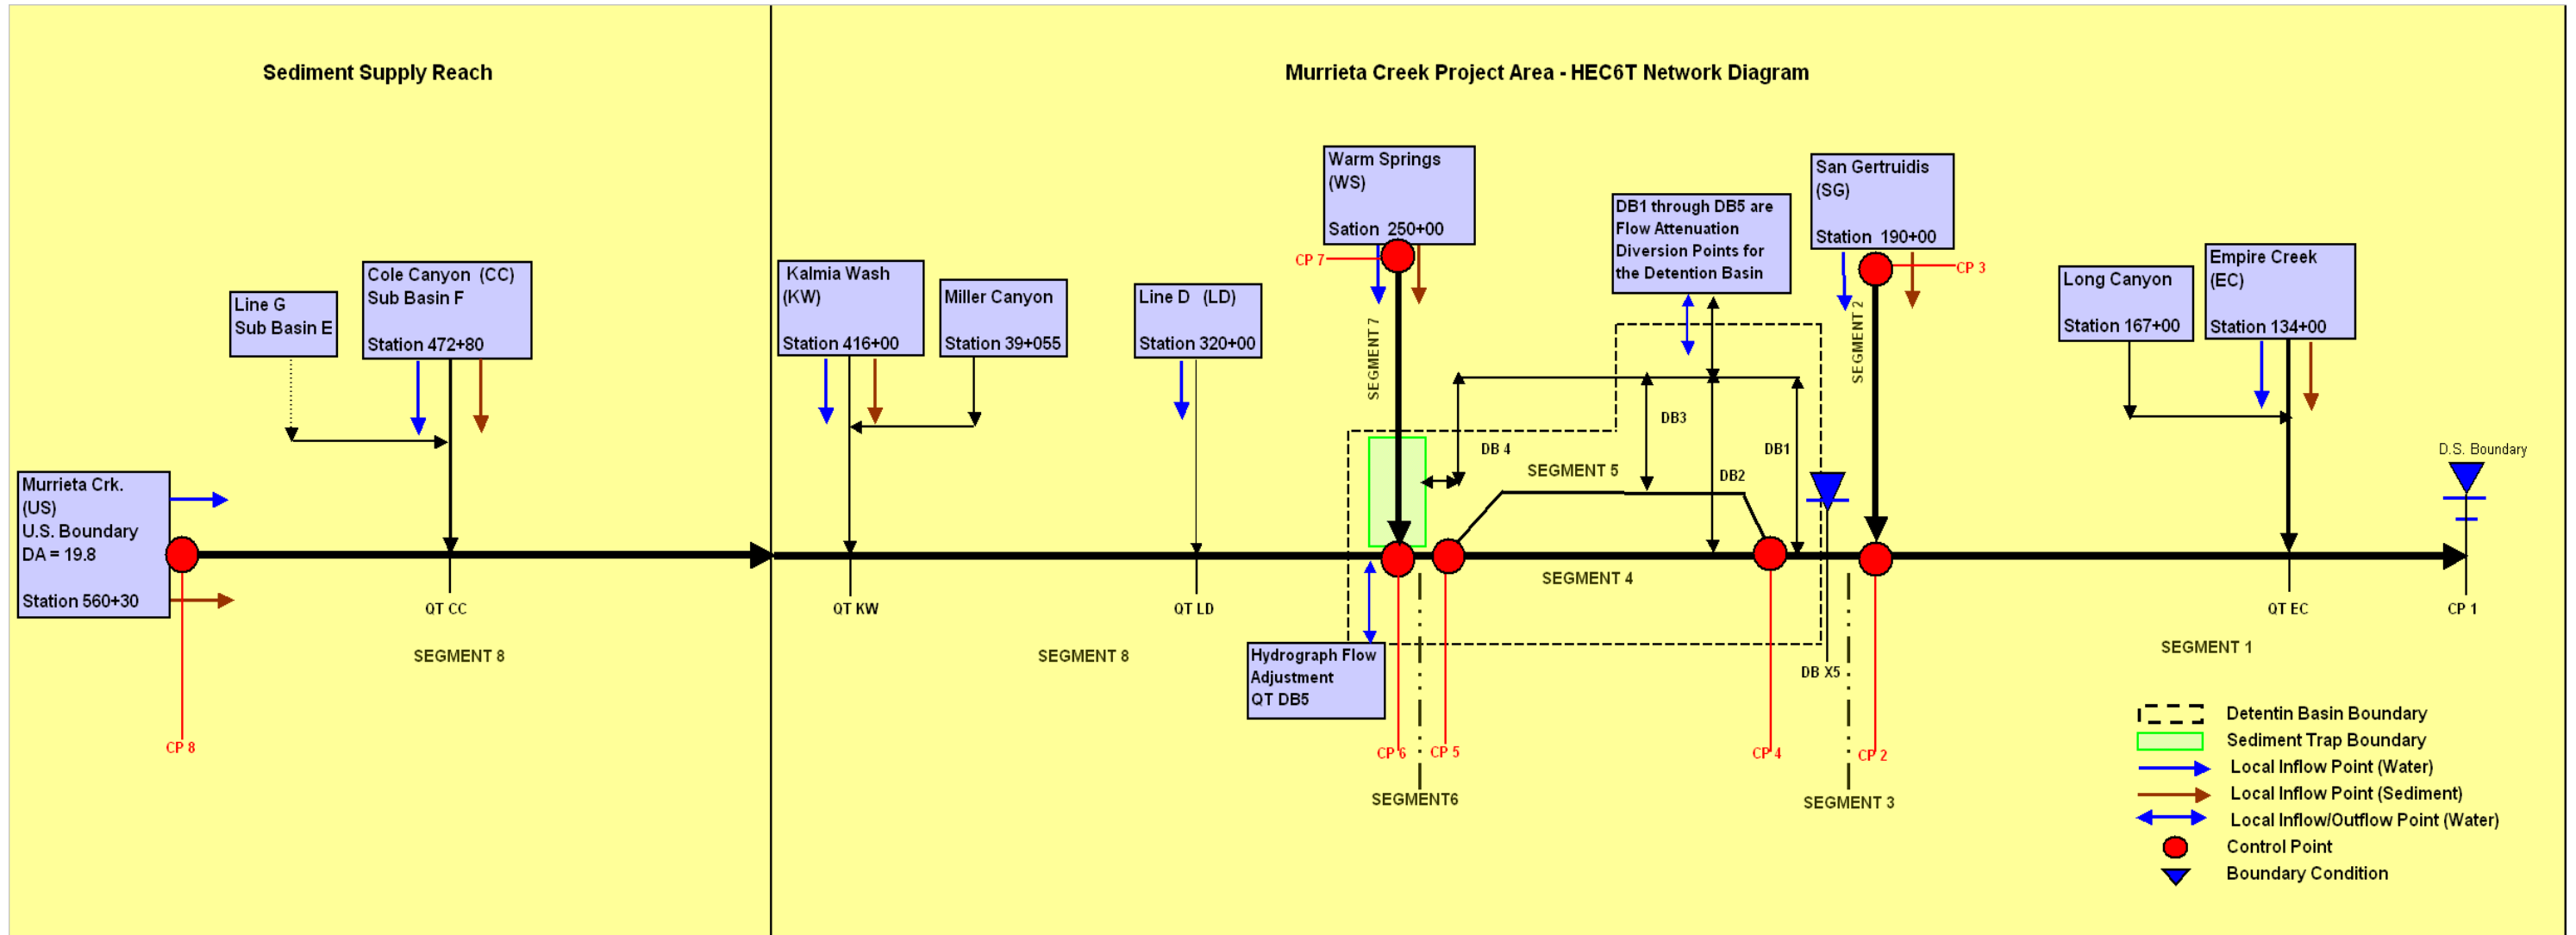 Sediment Supply Reach
Murrieta Creek Project Area - HEC6T Network Diagram
Line G
Sub Basin E
Cole Canyon (CC)
Sub Basin F
Station 472+80
Murrieta Crk.
(US)
U.S. Boundary
DA = 19.8
Station 560+30
CP 8
QT CC
SEGMENT 8
Kalmia Wash
(KW)
Station 416+00
Miller Canyon
Station 39+055
Line D (LD)
Station 320+00
QT KW
QT LD
SEGMENT 8
Warm Springs
(WS)
Sation 250+00
CP 7
SEGMENT 7
DB1 through DB5 are
Flow Attenuation
Diversion Points for
the Detention Basin
San Gertruidis
(SG)
Station 190+00
CP 3
SEGMENT 2
DB 4
DB3
DB2
DB1
SEGMENT 5
SEGMENT 4
Hydrograph Flow
Adjustment
QT DB5
CP 6
CP 5
CP 4
CP 2
DB X5
SEGMENT6
SEGMENT 3
Long Canyon
Station 167+00
Empire Creek
(EC)
Station 134+00
D.S. Boundary
QT EC
CP 1
SEGMENT 1
Detentin Basin Boundary
Sediment Trap Boundary
Local Inflow Point (Water)
Local Inflow Point (Sediment)
Local Inflow/Outflow Point (Water)
Control Point
Boundary Condition